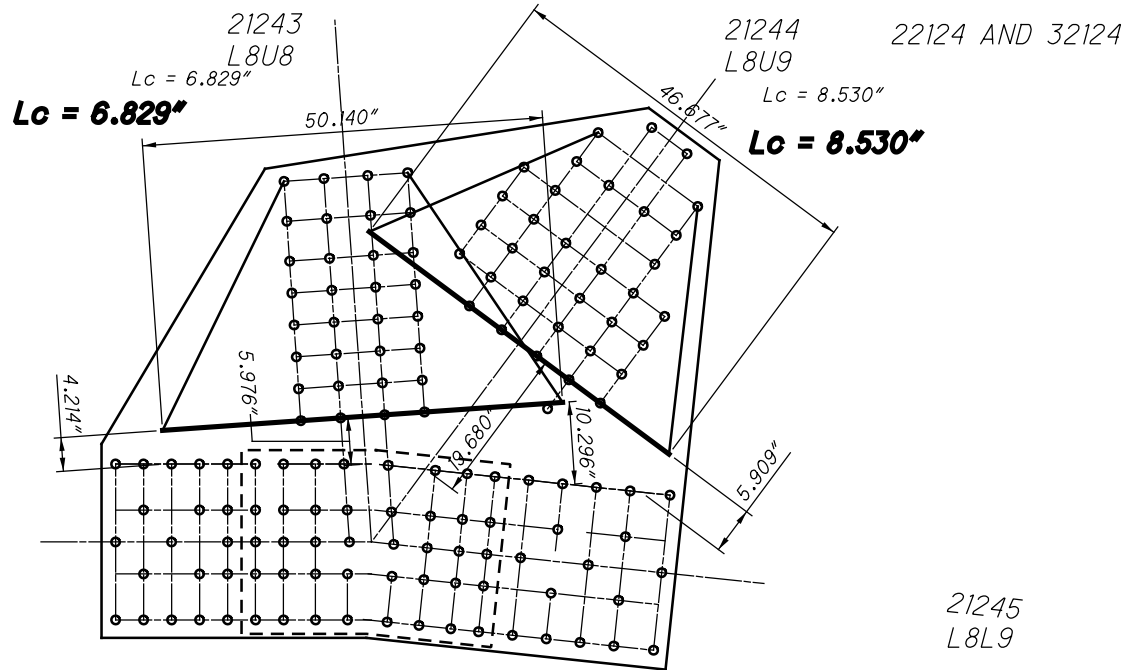 21243
L8U8
21244
L8U9
22124 AND 32124
Lc = 6.829"
Lc = 6.829"
Lc = 8.530"
Lc = 8.530"
50.140"
46.677"
5.976"
4.214"
19.680"
10.296"
5.909"
21245
L8L9